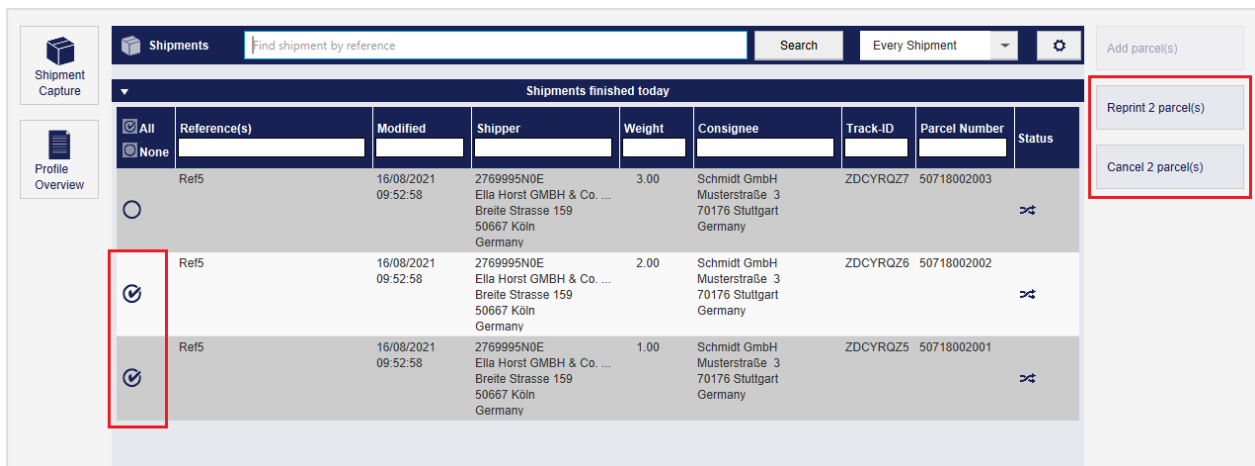 Shipment
Capture
Profile
Overview
Shipments
Find shipment by reference
Search
Every Shipment
Shipments finished today
All
None
Reference(s)
Modified
Shipper
Weight
Consignee
Track-ID
Parcel Number
Status
Ref5
16/08/2021
09:52:58
2769995N0E
Ella Horst GMBH & Co. ...
Breite Strasse 159
50667 Köln
Germany
3.00
Schmidt GmbH
Musterstraße 3
70176 Stuttgart
Germany
ZDCYRQZ7
50718002003
Ref5
16/08/2021
09:52:58
2769995N0E
Ella Horst GMBH & Co. ...
Breite Strasse 159
50667 Köln
Germany
2.00
Schmidt GmbH
Musterstraße 3
70176 Stuttgart
Germany
ZDCYRQZ6
50718002002
Ref5
16/08/2021
09:52:58
2769995N0E
Ella Horst GMBH & Co. ...
Breite Strasse 159
50667 Köln
Germany
1.00
Schmidt GmbH
Musterstraße 3
70176 Stuttgart
Germany
ZDCYRQZ5
50718002001
Add parcel(s)
Reprint 2 parcel(s)
Cancel 2 parcel(s)